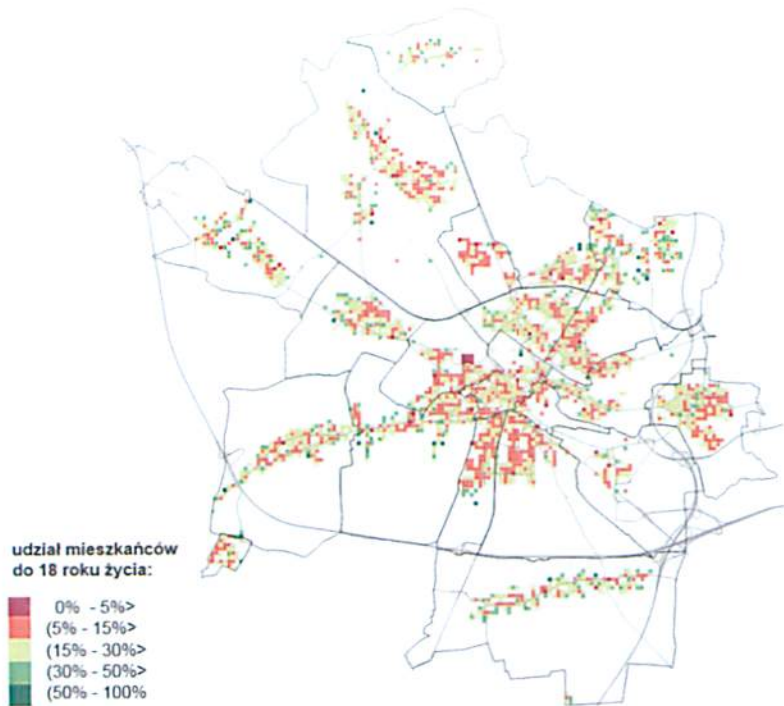 udział mieszkańców
do 18 roku życia:
0% - 5%>
(5% - 15%>
(15% - 30%>
(30% - 50%>
(50% - 100%